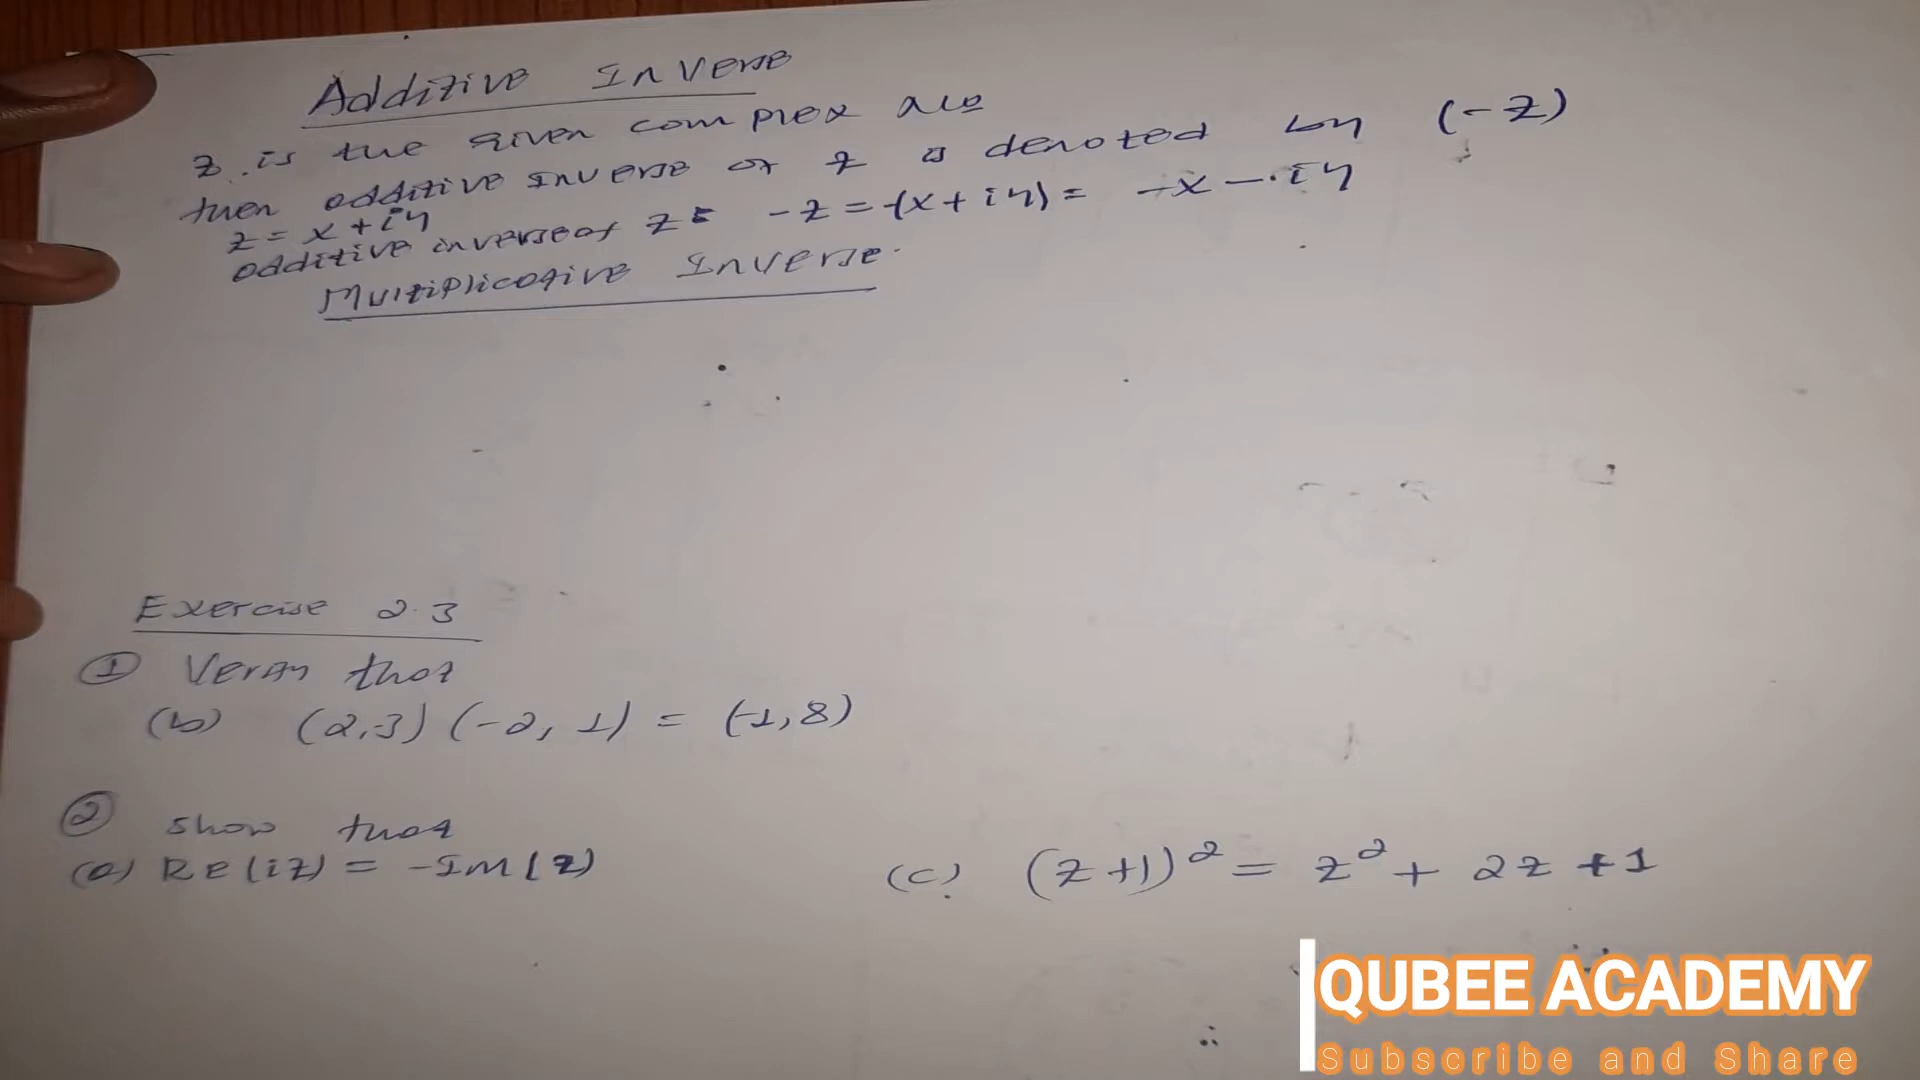 Additive Inverse
z is the given complex no
then additive inverse of z is denoted by (-z)
z = x + iy
additive inverse of z = -z = -(x + iy) = -x - iy
Multiplicative Inverse.
Exercise 2.3
① Verify that
(b) (2,-3) (-2, 1) = (-1, 8)
② show that
(a) Re(iz) = -Im(z) (c) (z+1)² = z² + 2z + 1
QUBEE ACADEMY
Subscribe and Share